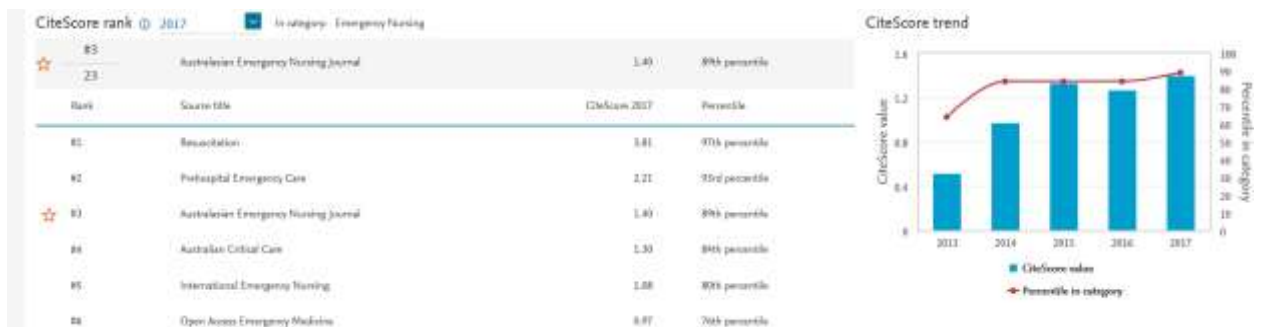 CiteScore rank ⓘ 2017 In category: Emergency Nursing
#3
23
Australasian Emergency Nursing Journal 1.40 89th percentile
Rank Source title CiteScore 2017 Percentile
#1 Resuscitation 3.81 97th percentile
#2 Prehospital Emergency Care 2.21 93rd percentile
#3 Australasian Emergency Nursing Journal 1.40 89th percentile
#4 Australian Critical Care 1.30 84th percentile
#5 International Emergency Nursing 1.08 80th percentile
#6 Open Access Emergency Medicine 0.97 76th percentile
CiteScore trend
1.6
1.2
0.8
0.4
0
CiteScore value
100
90
80
70
60
50
40
30
20
10
0
Percentile in category
2013 2014 2015 2016 2017
CiteScore value
Percentile in category